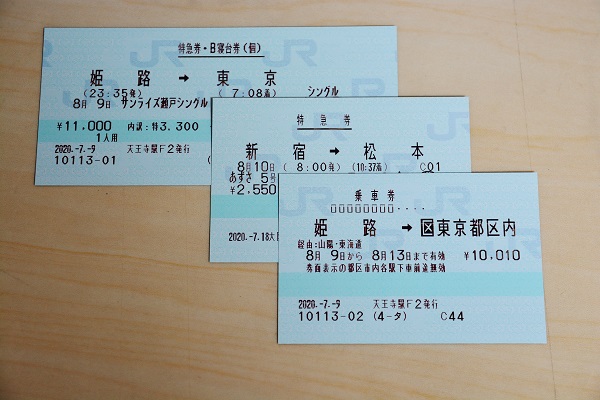 特急券・B寝台券(個)
姫路 → 東京
(23:35発) (7:08着) シングル
8月 9日 サンライズ瀬戸シングル
¥11,000 内訳:特3,300
1人用
2020.-7.-9 天王寺駅F2発行
10113-01
特急券
新宿 → 松本
8月10日 (8:00発) (10:37着) C01
あずさ 5号
¥2,550
2020.-7.18
乗車券
姫路 → 区東京都区内
経由:山陽・東海道
8月 9日から 8月13日まで有効 ¥10,010
券面表示の都区市内各駅下車前途無効
2020.-7.-9 天王寺駅F2発行
10113-02 (4-タ) C44